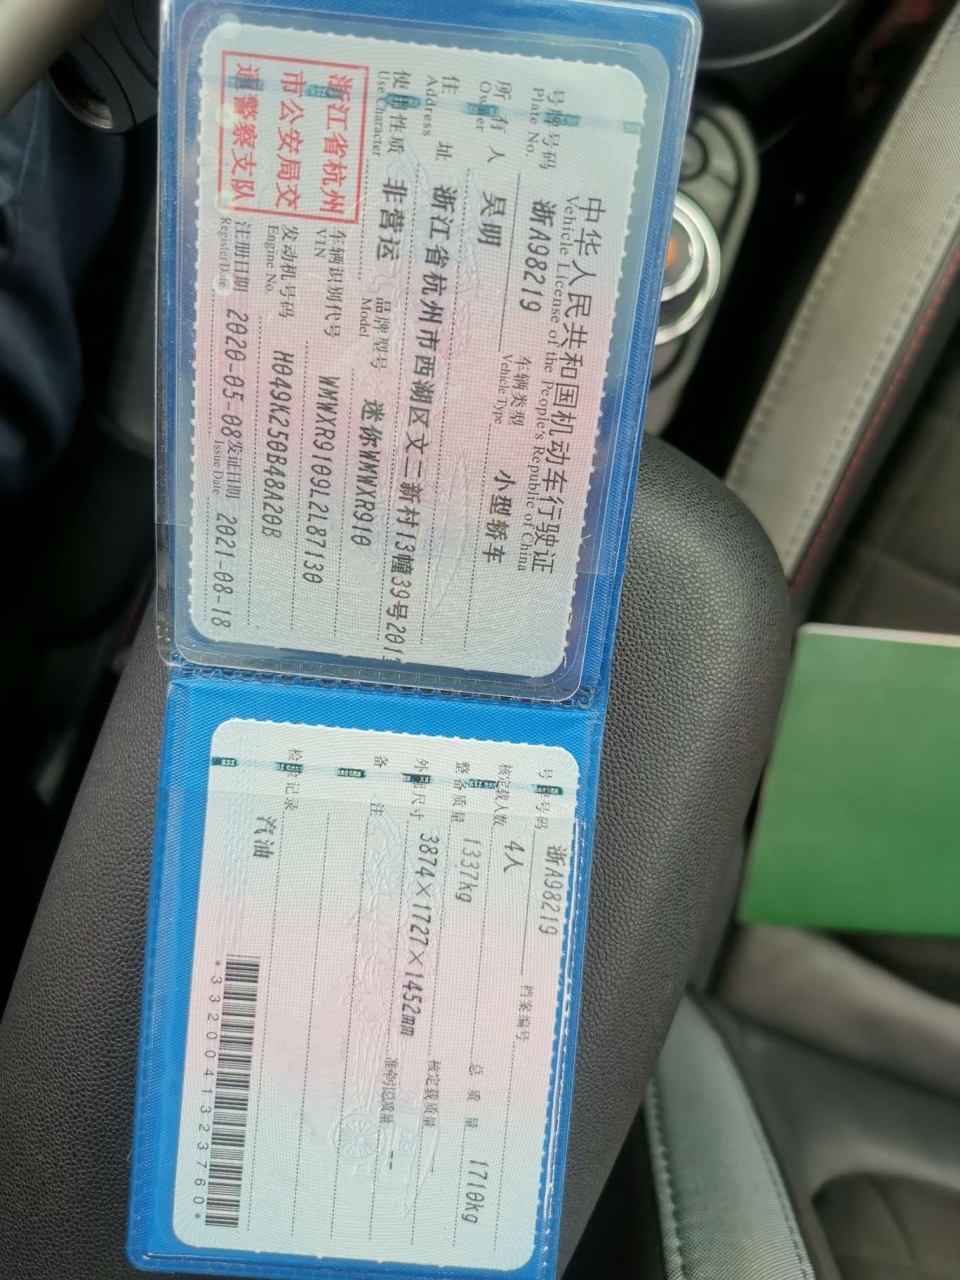 中华人民共和国机动车行驶证
Vehicle License of the People's Republic of China
号牌号码 浙A98219 车辆类型 小型轿车
Plate No. Vehicle Type
所有人 吴明
Owner
住址 浙江省杭州市西湖区文二新村13幢39号201
Address
使用性质 非营运 品牌型号 迷你WMWXR910
Use Character Model
浙江省杭州
市公安局交
通警察支队
车辆识别代号 WMWXR9109L2L87130
VIN
发动机号码 H049K250B48A20B
Engine No.
注册日期 2020-05-08 发证日期 2021-08-18
Register Date Issue Date
号牌号码 浙A98219 档案编号
核定载人数 4人 总质量 1710kg
整备质量 1337kg 核定载质量
外廓尺寸 3874×1727×1452mm 准牵引总质量 --
备注
检验记录
汽油
*3320041323760*